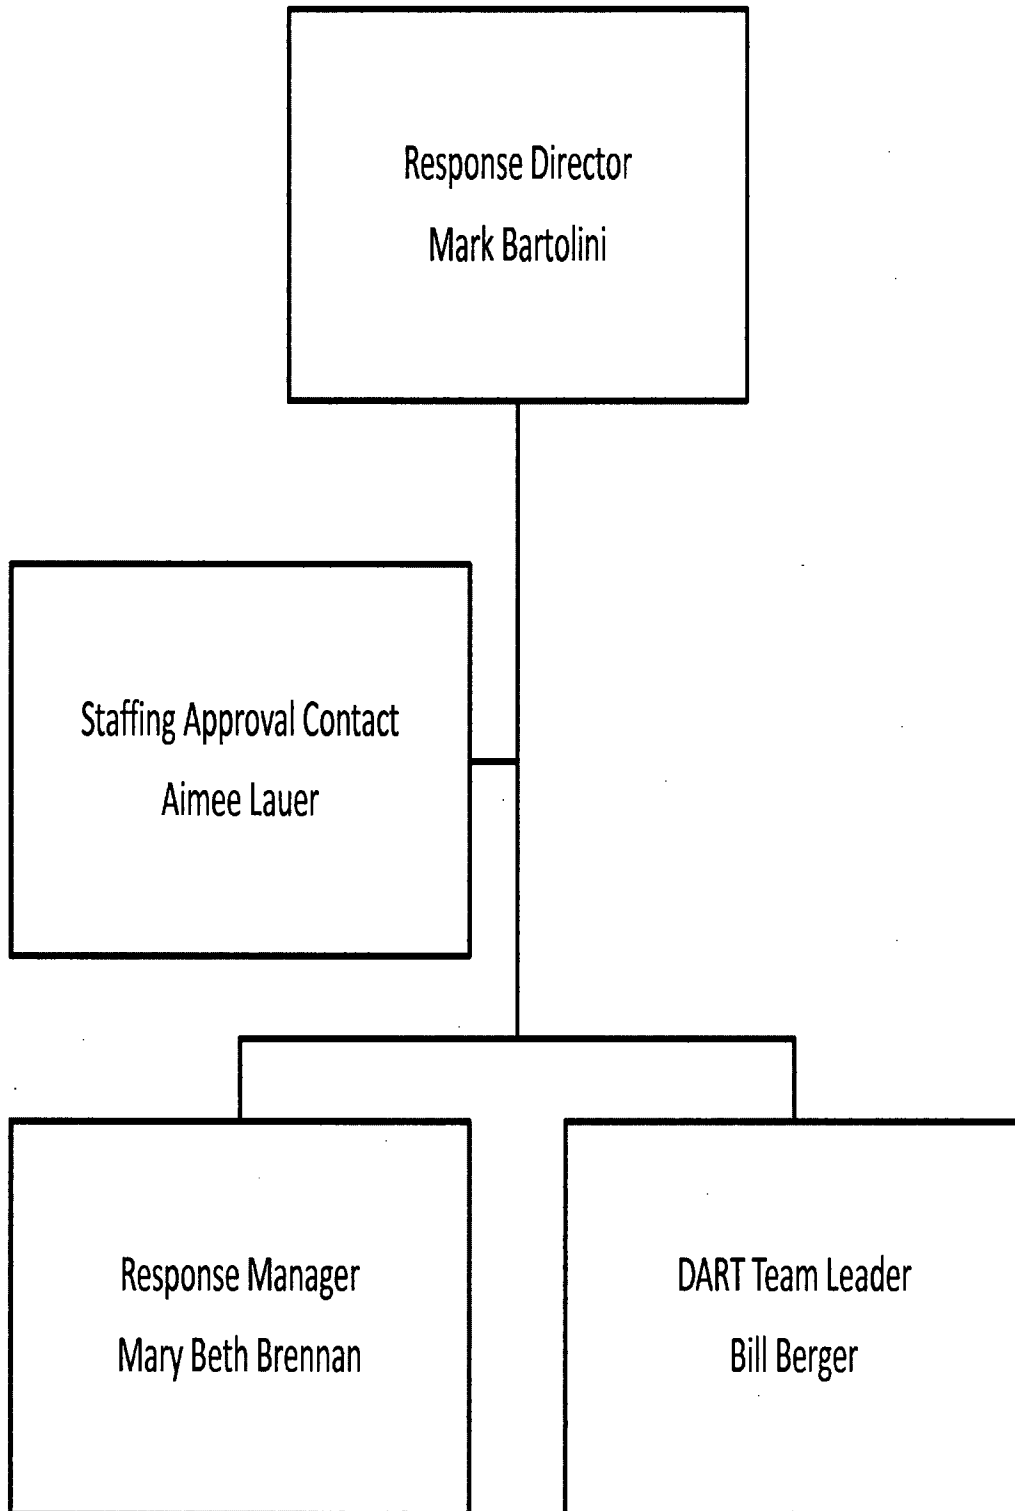 Response Director
Mark Bartolini
Staffing Approval Contact
Aimee Lauer
Response Manager
Mary Beth Brennan
DART Team Leader
Bill Berger